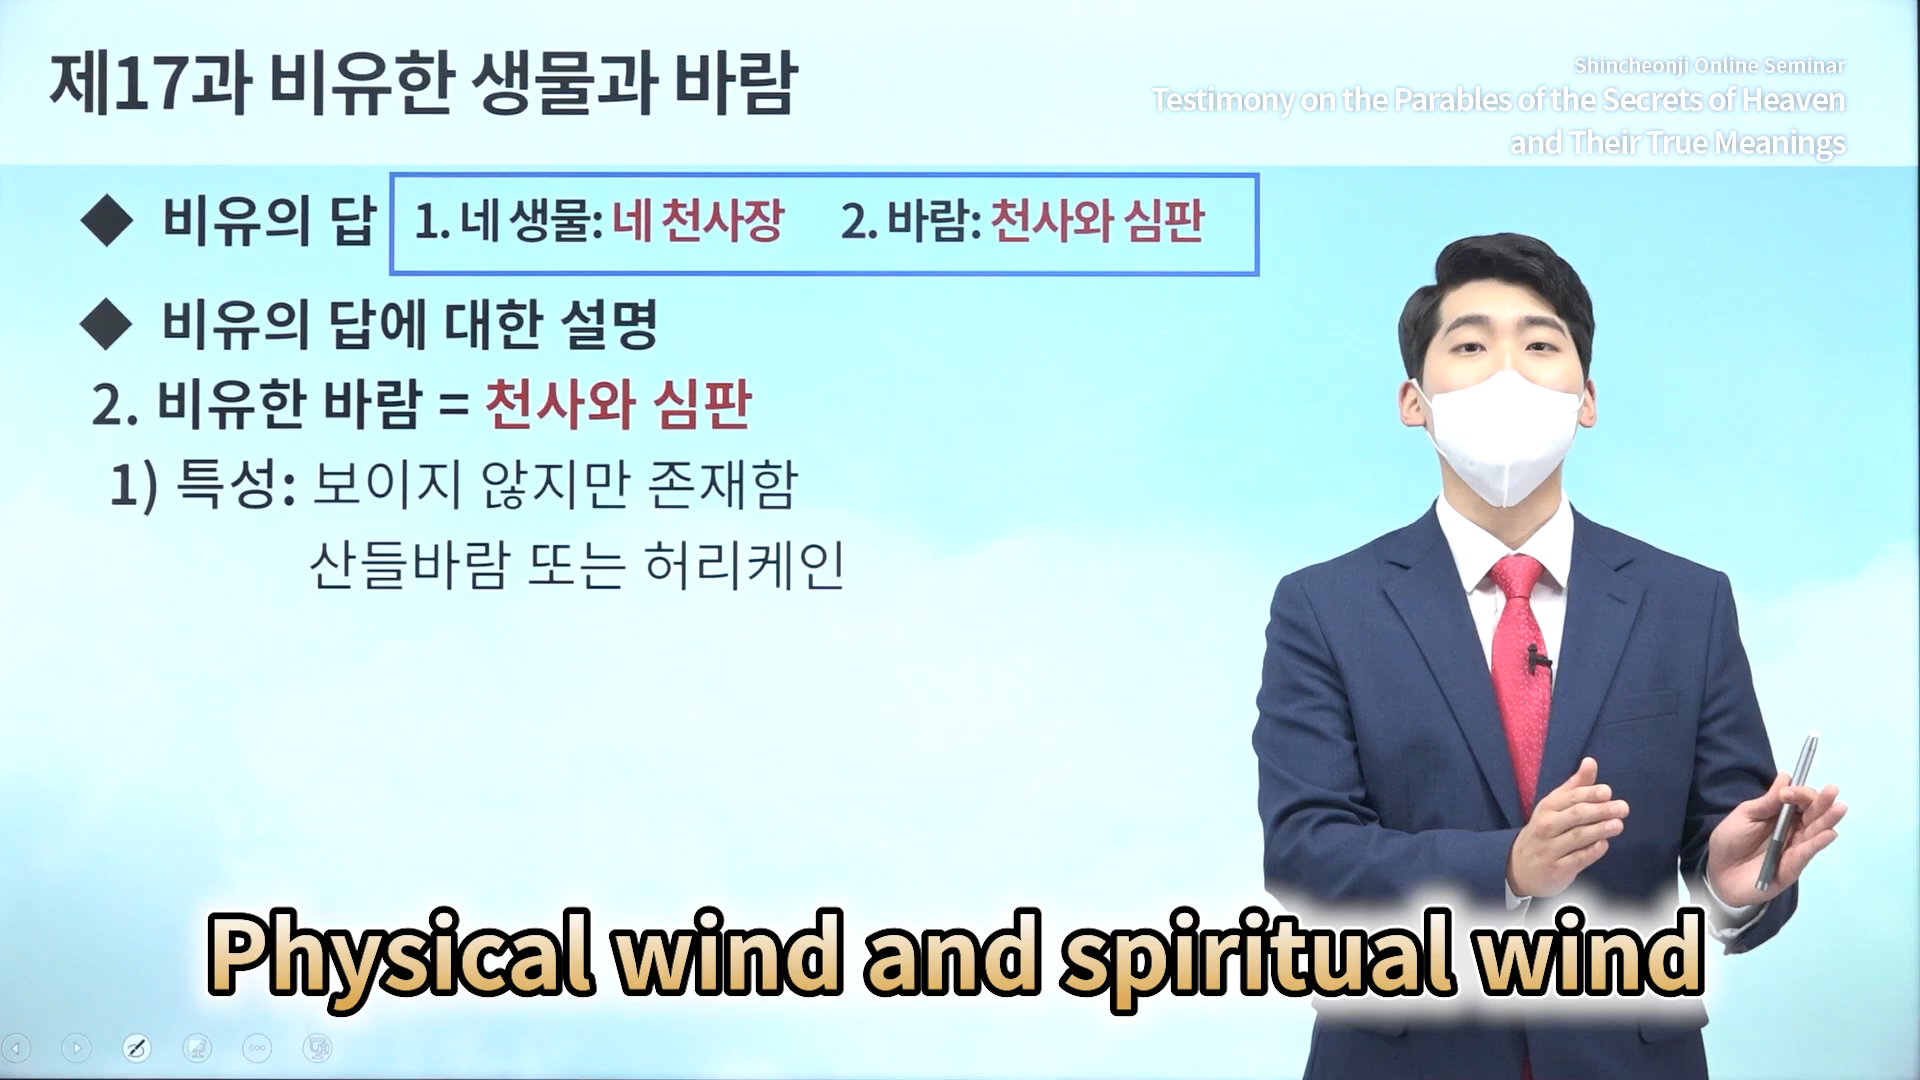 제17과 비유한 생물과 바람
Shincheonji Online Seminar
Testimony on the Parables of the Secrets of Heaven
and Their True Meanings
◆ 비유의 답 1. 네 생물: 네 천사장 2. 바람: 천사와 심판
◆ 비유의 답에 대한 설명
2. 비유한 바람 = 천사와 심판
1) 특성: 보이지 않지만 존재함
산들바람 또는 허리케인
Physical wind and spiritual wind